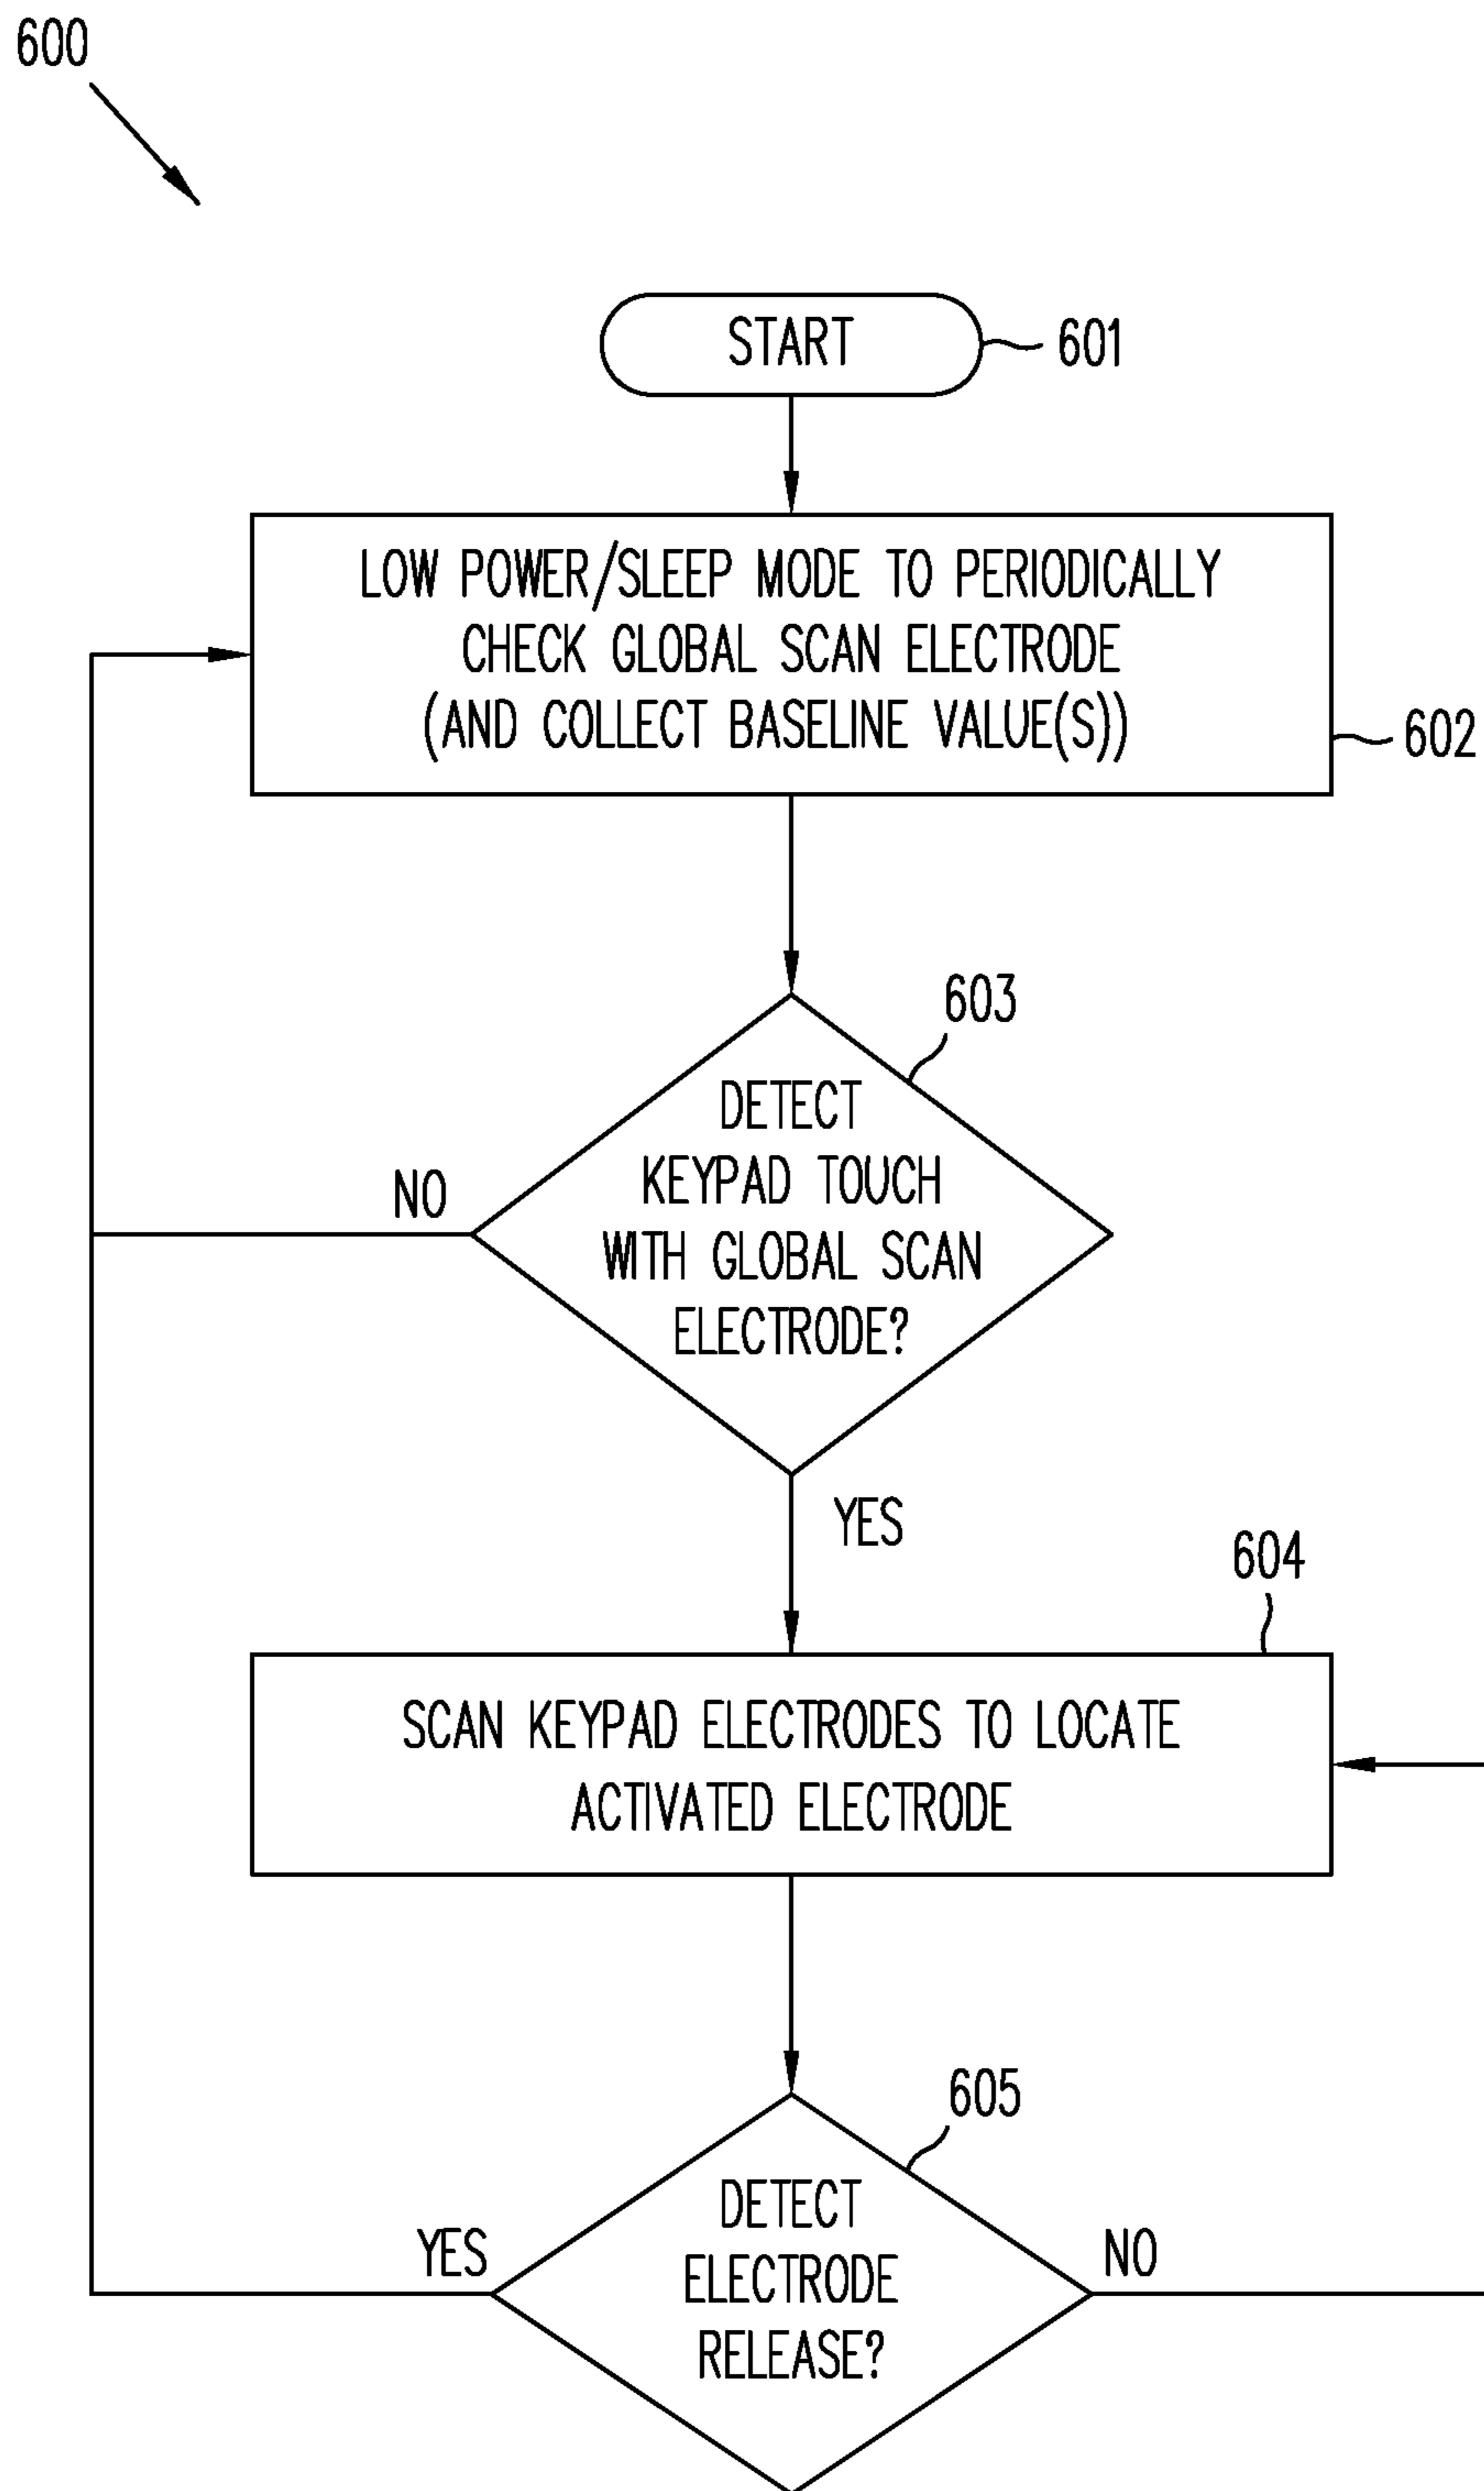 600
START
601
LOW POWER/SLEEP MODE TO PERIODICALLY
CHECK GLOBAL SCAN ELECTRODE
(AND COLLECT BASELINE VALUE(S))
602
603
DETECT
KEYPAD TOUCH
WITH GLOBAL SCAN
ELECTRODE?
NO
YES
604
SCAN KEYPAD ELECTRODES TO LOCATE
ACTIVATED ELECTRODE
605
DETECT
ELECTRODE
RELEASE?
YES
NO